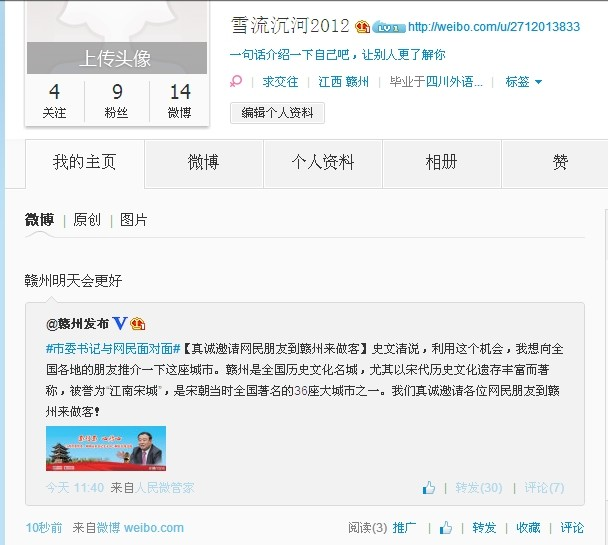 雪流沉河2012 LV 1 http://weibo.com/u/2712013833
上传头像
一句话介绍一下自己吧，让别人更了解你
4 9 14
关注 粉丝 微博
求交往 | 江西 赣州 | 毕业于四川外语... | 标签
编辑个人资料
我的主页 微博 个人资料 相册 赞
微博 | 原创 | 图片
赣州明天会更好
@赣州发布
#市委书记与网民面对面#【真诚邀请网民朋友到赣州来做客】史文清说，利用这个机会，我想向全
国各地的朋友推介一下这座城市。赣州是全国历史文化名城，尤其以宋代历史文化遗存丰富而著
称，被誉为“江南宋城”，是宋朝当时全国著名的36座大城市之一。我们真诚邀请各位网民朋友到赣
州来做客！
今天 11:40 来自人民微管家 | 转发(30) | 评论(7)
10秒前 来自微博 weibo.com 阅读(3) 推广 | | 转发 | 收藏 | 评论